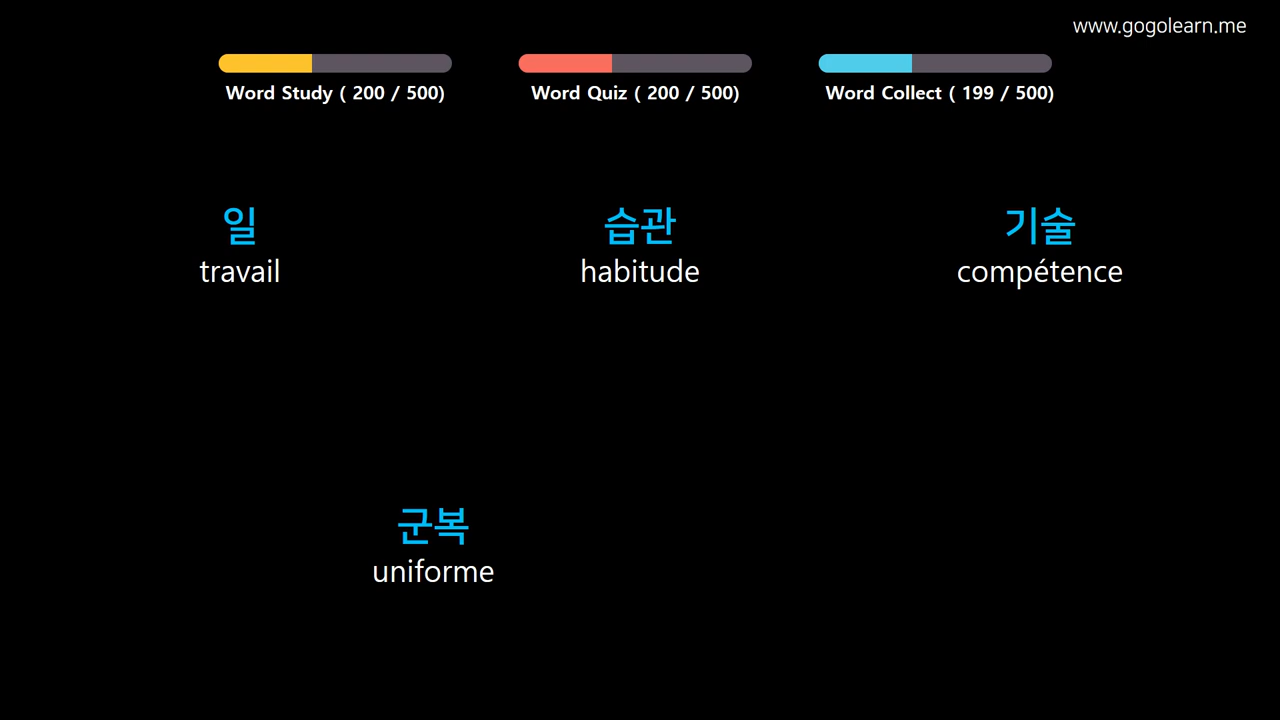 www.gogolearn.me
Word Study ( 200 / 500)
Word Quiz ( 200 / 500)
Word Collect ( 199 / 500)
일
travail
습관
habitude
기술
compétence
군복
uniforme